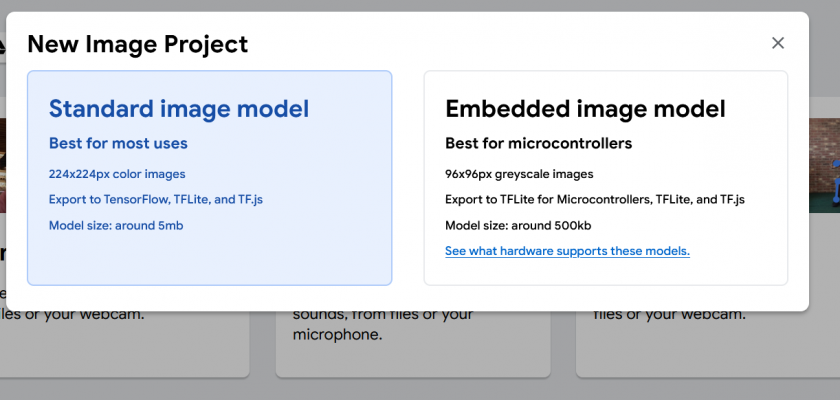 New Image Project
Standard image model
Best for most uses
224x224px color images
Export to TensorFlow, TFLite, and TF.js
Model size: around 5mb
Embedded image model
Best for microcontrollers
96x96px greyscale images
Export to TFLite for Microcontrollers, TFLite, and TF.js
Model size: around 500kb
See what hardware supports these models.
or your webcam.
sounds, from files or your
microphone.
files or your webcam.